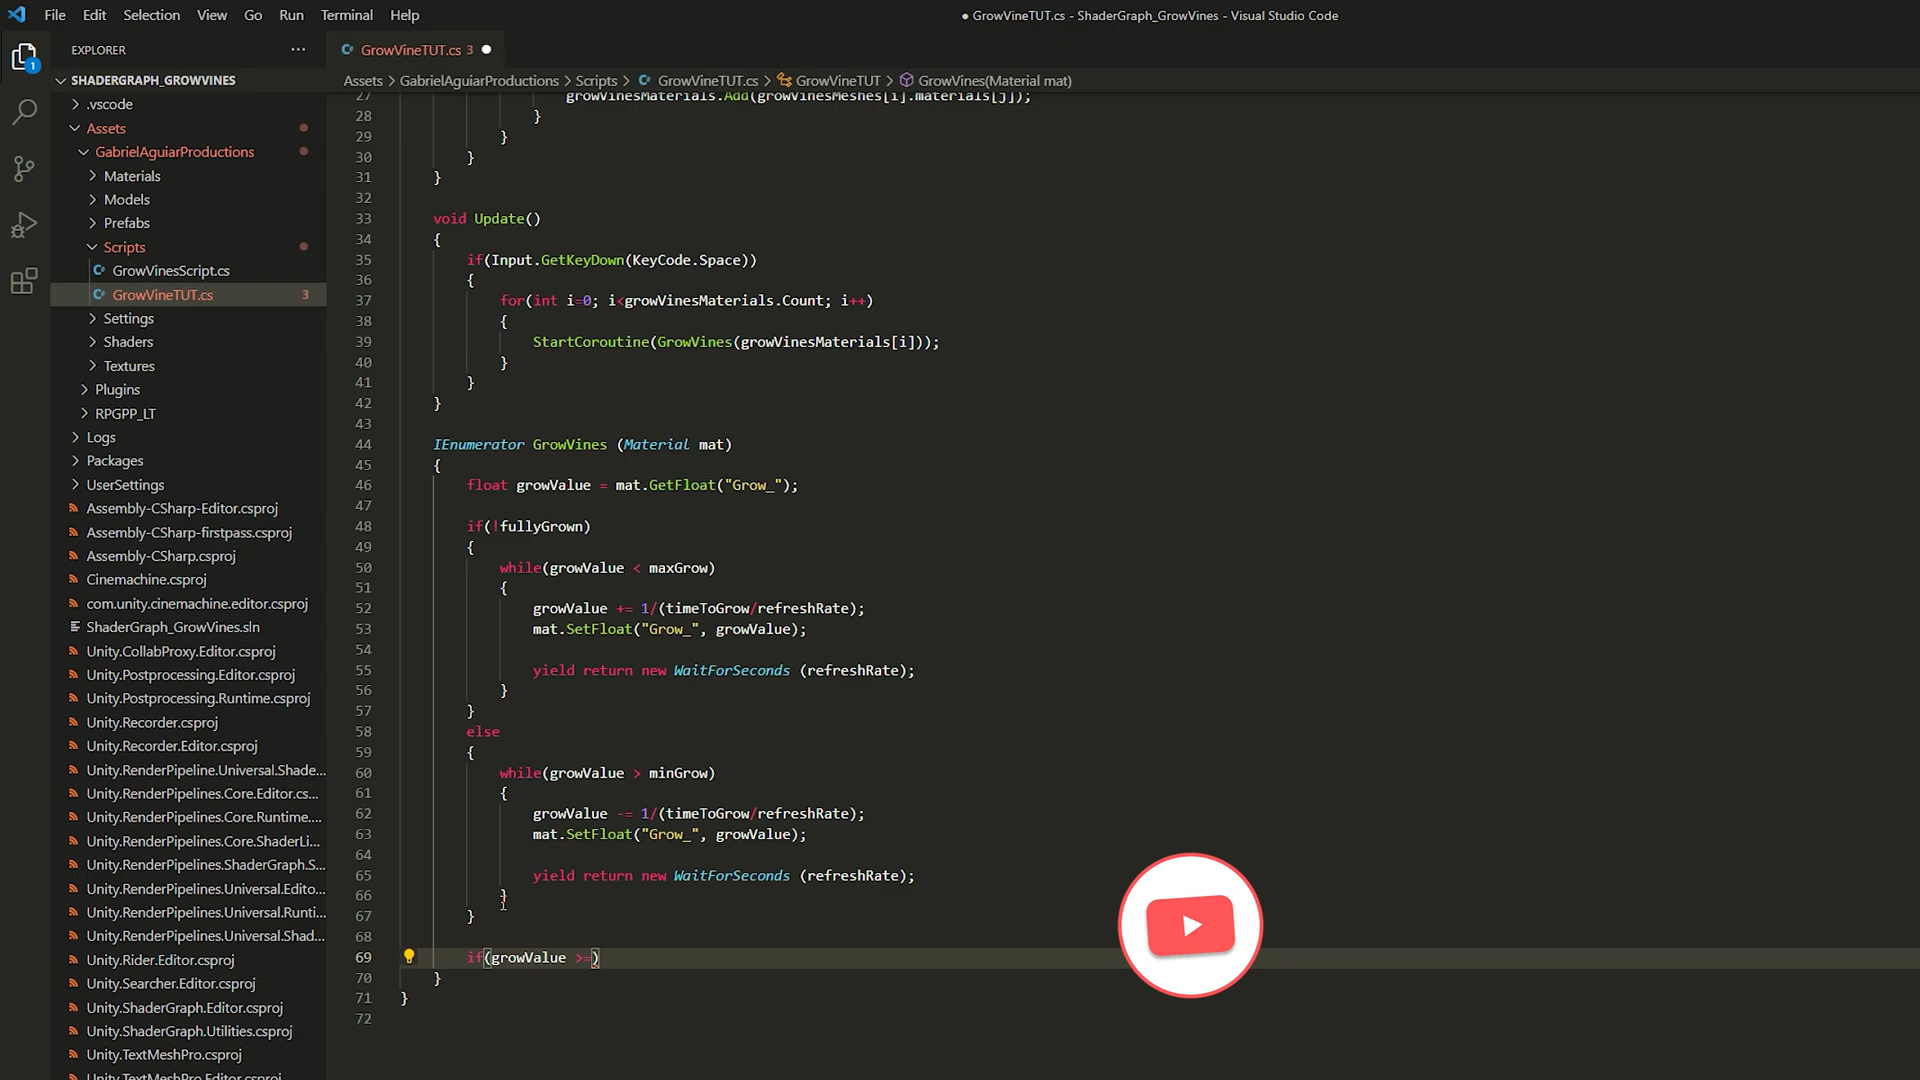 File Edit Selection View Go Run Terminal Help
● GrowVineTUT.cs - ShaderGraph_GrowVines - Visual Studio Code
EXPLORER ···
GrowVineTUT.cs 3
1
SHADERGRAPH_GROWVINES
Assets > GabrielAguiarProductions > Scripts > GrowVineTUT.cs > GrowVineTUT > GrowVines(Material mat)
.vscode
Assets
GabrielAguiarProductions
Materials
Models
Prefabs
Scripts
GrowVinesScript.cs
GrowVineTUT.cs 3
Settings
Shaders
Textures
Plugins
RPGPP_LT
Logs
Packages
UserSettings
Assembly-CSharp-Editor.csproj
Assembly-CSharp-firstpass.csproj
Assembly-CSharp.csproj
Cinemachine.csproj
com.unity.cinemachine.editor.csproj
ShaderGraph_GrowVines.sln
Unity.CollabProxy.Editor.csproj
Unity.Postprocessing.Editor.csproj
Unity.Postprocessing.Runtime.csproj
Unity.Recorder.csproj
Unity.Recorder.Editor.csproj
Unity.RenderPipeline.Universal.Shade...
Unity.RenderPipelines.Core.Editor.cs...
Unity.RenderPipelines.Core.Runtime....
Unity.RenderPipelines.Core.ShaderLi...
Unity.RenderPipelines.ShaderGraph.S...
Unity.RenderPipelines.Universal.Edito...
Unity.RenderPipelines.Universal.Runti...
Unity.RenderPipelines.Universal.Shad...
Unity.Rider.Editor.csproj
Unity.Searcher.Editor.csproj
Unity.ShaderGraph.Editor.csproj
Unity.ShaderGraph.Utilities.csproj
Unity.TextMeshPro.csproj
Unity.TextMeshPro.Editor.csproj
27 growVinesMaterials.Add(growVinesMeshes[i].materials[j]);
28 }
29 }
30 }
31 }
32
33 void Update()
34 {
35 if(Input.GetKeyDown(KeyCode.Space))
36 {
37 for(int i=0; i<growVinesMaterials.Count; i++)
38 {
39 StartCoroutine(GrowVines(growVinesMaterials[i]));
40 }
41 }
42 }
43
44 IEnumerator GrowVines (Material mat)
45 {
46 float growValue = mat.GetFloat("Grow_");
47
48 if(!fullyGrown)
49 {
50 while(growValue < maxGrow)
51 {
52 growValue += 1/(timeToGrow/refreshRate);
53 mat.SetFloat("Grow_", growValue);
54
55 yield return new WaitForSeconds (refreshRate);
56 }
57 }
58 else
59 {
60 while(growValue > minGrow)
61 {
62 growValue -= 1/(timeToGrow/refreshRate);
63 mat.SetFloat("Grow_", growValue);
64
65 yield return new WaitForSeconds (refreshRate);
66 }
67 }
68
69 if(growValue >=)
70 }
71 }
72